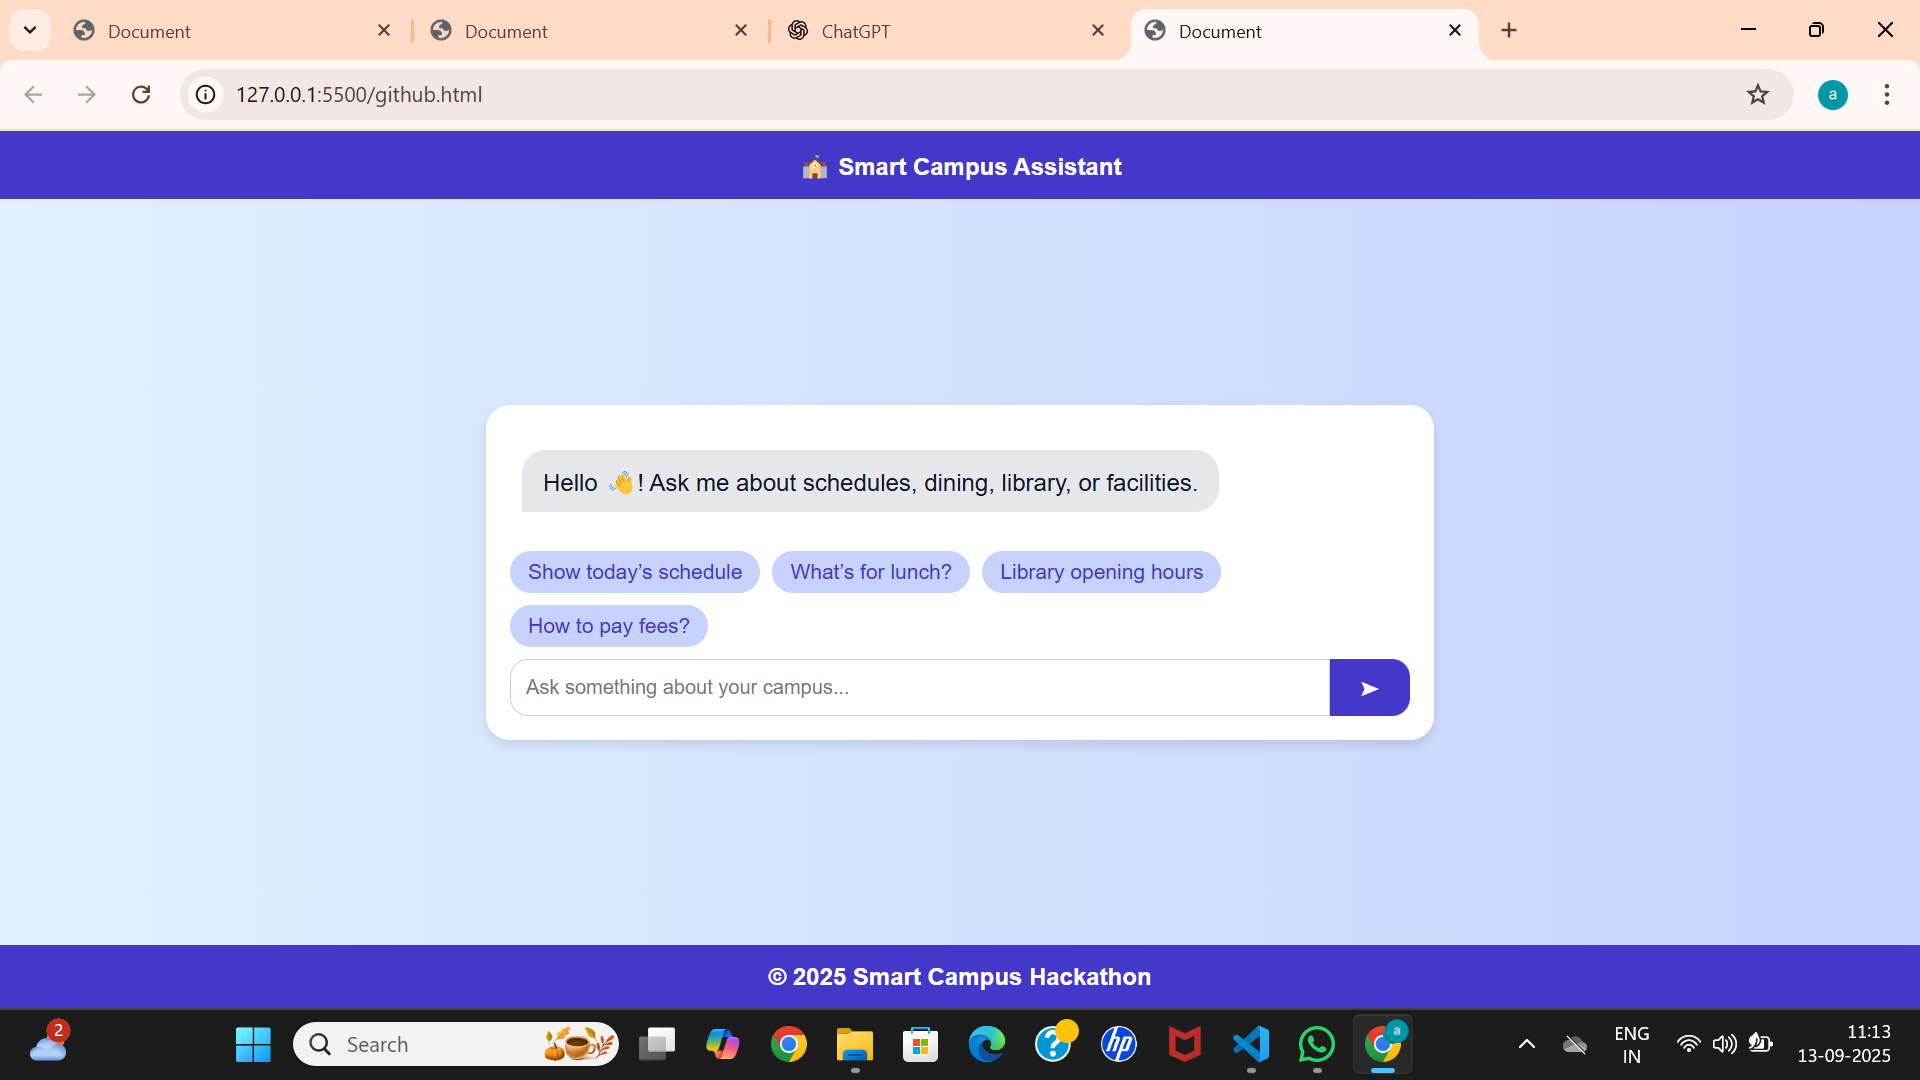 Document
Document
ChatGPT
Document
127.0.0.1:5500/github.html
a
Smart Campus Assistant
Hello 👋! Ask me about schedules, dining, library, or facilities.
Show today’s schedule
What’s for lunch?
Library opening hours
How to pay fees?
Ask something about your campus...
© 2025 Smart Campus Hackathon
2
Search
hp
a
ENG
IN
11:13
13-09-2025